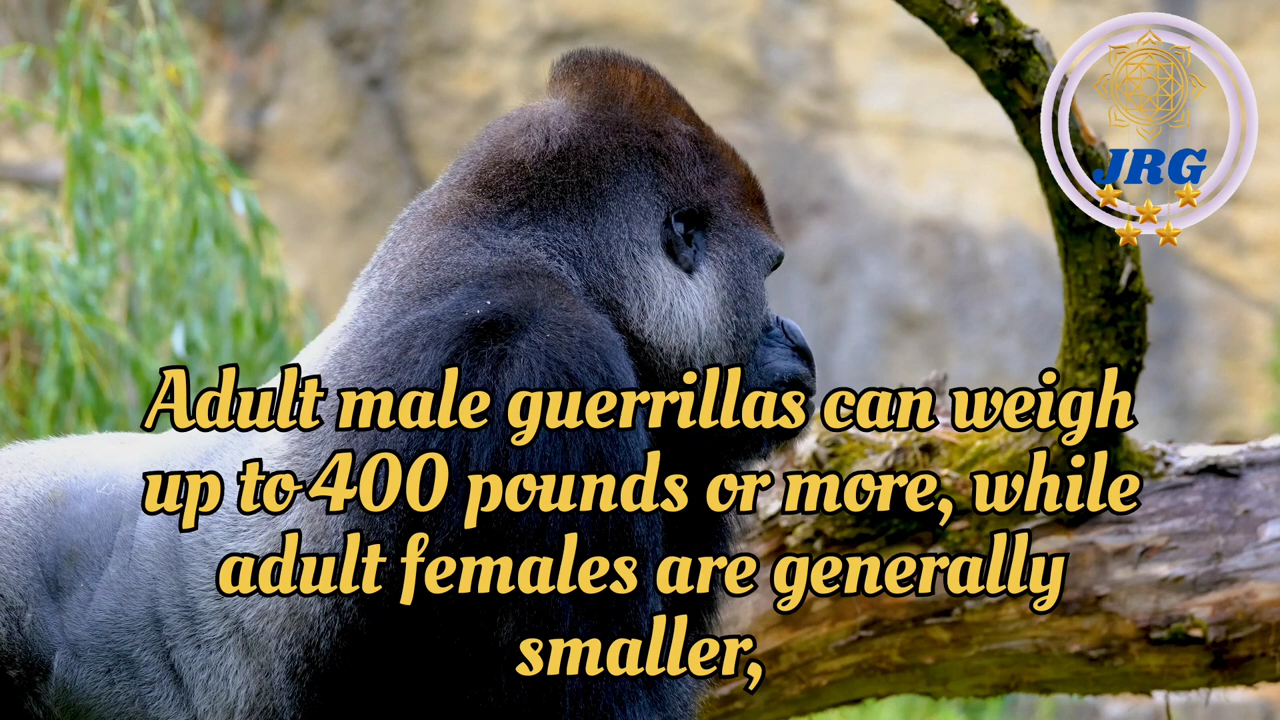 JRG
Adult male guerrillas can weigh
up to 400 pounds or more, while
adult females are generally
smaller,